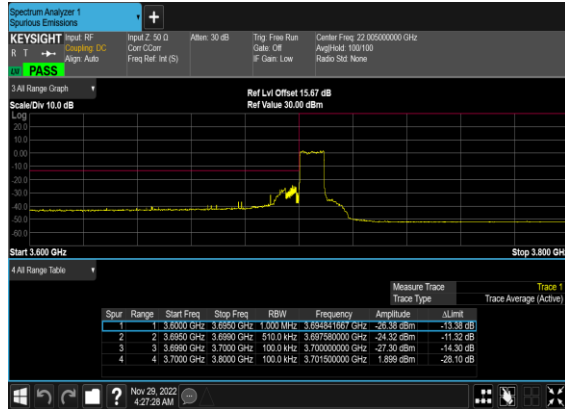 Spectrum Analyzer 1
Spurious Emissions
+
KEYSIGHT Input: RF Input Z: 50 Ω Atten: 30 dB Trig: Free Run Center Freq: 22.005000000 GHz
R T Coupling: DC Corr CCorr Gate: Off Avg|Hold: 100/100
Align: Auto Freq Ref: Int (S) IF Gain: Low Radio Std: None
PASS
3 All Range Graph
Ref Lvl Offset 15.67 dB
Scale/Div 10.0 dB Ref Value 30.00 dBm
Log
20.0
10.0
0.00
-10.0
-20.0
-30.0
-40.0
-50.0
-60.0
Start 3.600 GHz Stop 3.800 GHz
4 All Range Table
Measure Trace Trace 1
Trace Type Trace Average (Active)
Spur Range Start Freq Stop Freq RBW Frequency Amplitude ΔLimit
1 1 3.6000 GHz 3.6950 GHz 1.000 MHz 3.694841667 GHz -26.38 dBm -13.38 dB
2 2 3.6950 GHz 3.6990 GHz 510.0 kHz 3.697580000 GHz -24.32 dBm -11.32 dB
3 3 3.6990 GHz 3.7000 GHz 100.0 kHz 3.700000000 GHz -27.30 dBm -14.30 dB
4 4 3.7000 GHz 3.8000 GHz 100.0 kHz 3.701500000 GHz 1.899 dBm -28.10 dB
? Nov 29, 2022
4:27:28 AM